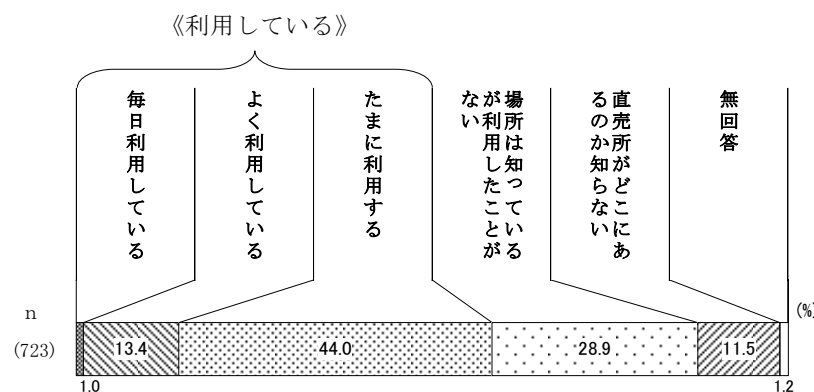 《利用している》
毎日利用している
よく利用している
たまに利用する
場所は知っている
が利用したことが
ない
直売所がどこにあ
るのか知らない
無回答
n
(%)
(723)
13.4
44.0
28.9
11.5
1.0
1.2